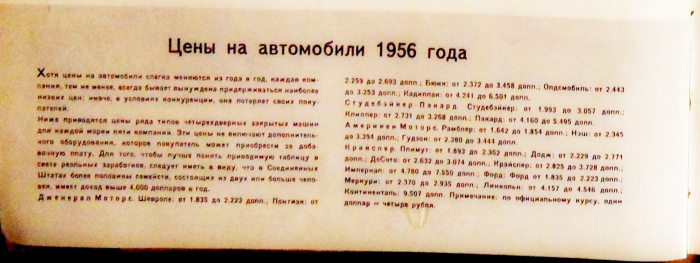 Цены на автомобили 1956 года
Хотя цены на автомобили слегка меняются из года в год, каждая ком-
пания, тем не менее, всегда бывает вынуждена придерживаться наиболее
низких цен; иначе, в условиях конкуренции, она потеряет своих поку-
пателей.
Ниже приводятся цены ряда типов четырехдверных закрытых машин
для каждой марки пяти компаний. Эти цены не включают дополнитель-
ного оборудования, которое покупатель может приобрести за доба-
вочную плату. Для того, чтобы лучше понять приводимую таблицу в
свете реальных заработков, следует иметь в виду, что в Соединенных
Штатах более половины семейств, состоящих из двух или больше чело-
век, имеет доход выше 4.000 долларов в год.
Дженерал Моторс. Шевроле: от 1.835 до 2.223 долл.; Понтиак: от
2.259 до 2.693 долл.; Бюик: от 2.372 до 3.458 долл.; Олдсмобиль: от 2.443
до 3.253 долл.; Кадиллак: от 4.241 до 6.501 долл.
Студебэйкер Пакард. Студебэйкер: от 1.993 до 3.057 долл.;
Клиппер: от 2.731 до 3.268 долл.; Пакард: от 4.160 до 5.495 долл.
Америкен Моторс. Рамблер: от 1.642 до 1.854 долл.; Нэш: от 2.345
до 3.394 долл.; Гудзон: от 2.380 до 3.444 долл.
Крайслер. Плимут: от 1.893 до 2.352 долл.; Додж: от 2.229 до 2.771
долл.; ДеСото: от 2.632 до 3.074 долл.; Крайслер: от 2.825 до 3.728 долл.;
Империал: от 4.780 до 7.550 долл.; Форд: Форд от 1.835 до 2.223 долл.;
Меркури: от 2.370 до 2.935 долл.; Линкольн: от 4.157 до 4.546 долл.;
Континенталь: 9.507 долл. Примечание: по официальному курсу, один
доллар = четыре рубля.